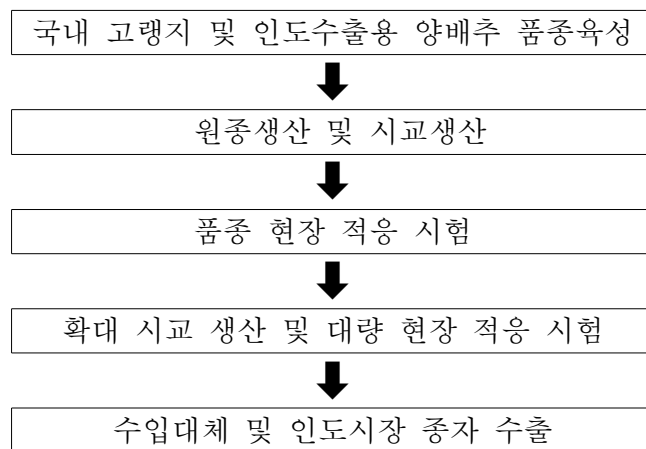 국내 고랭지 및 인도수출용 양배추 품종육성
원종생산 및 시교생산
품종 현장 적응 시험
확대 시교 생산 및 대량 현장 적응 시험
수입대체 및 인도시장 종자 수출